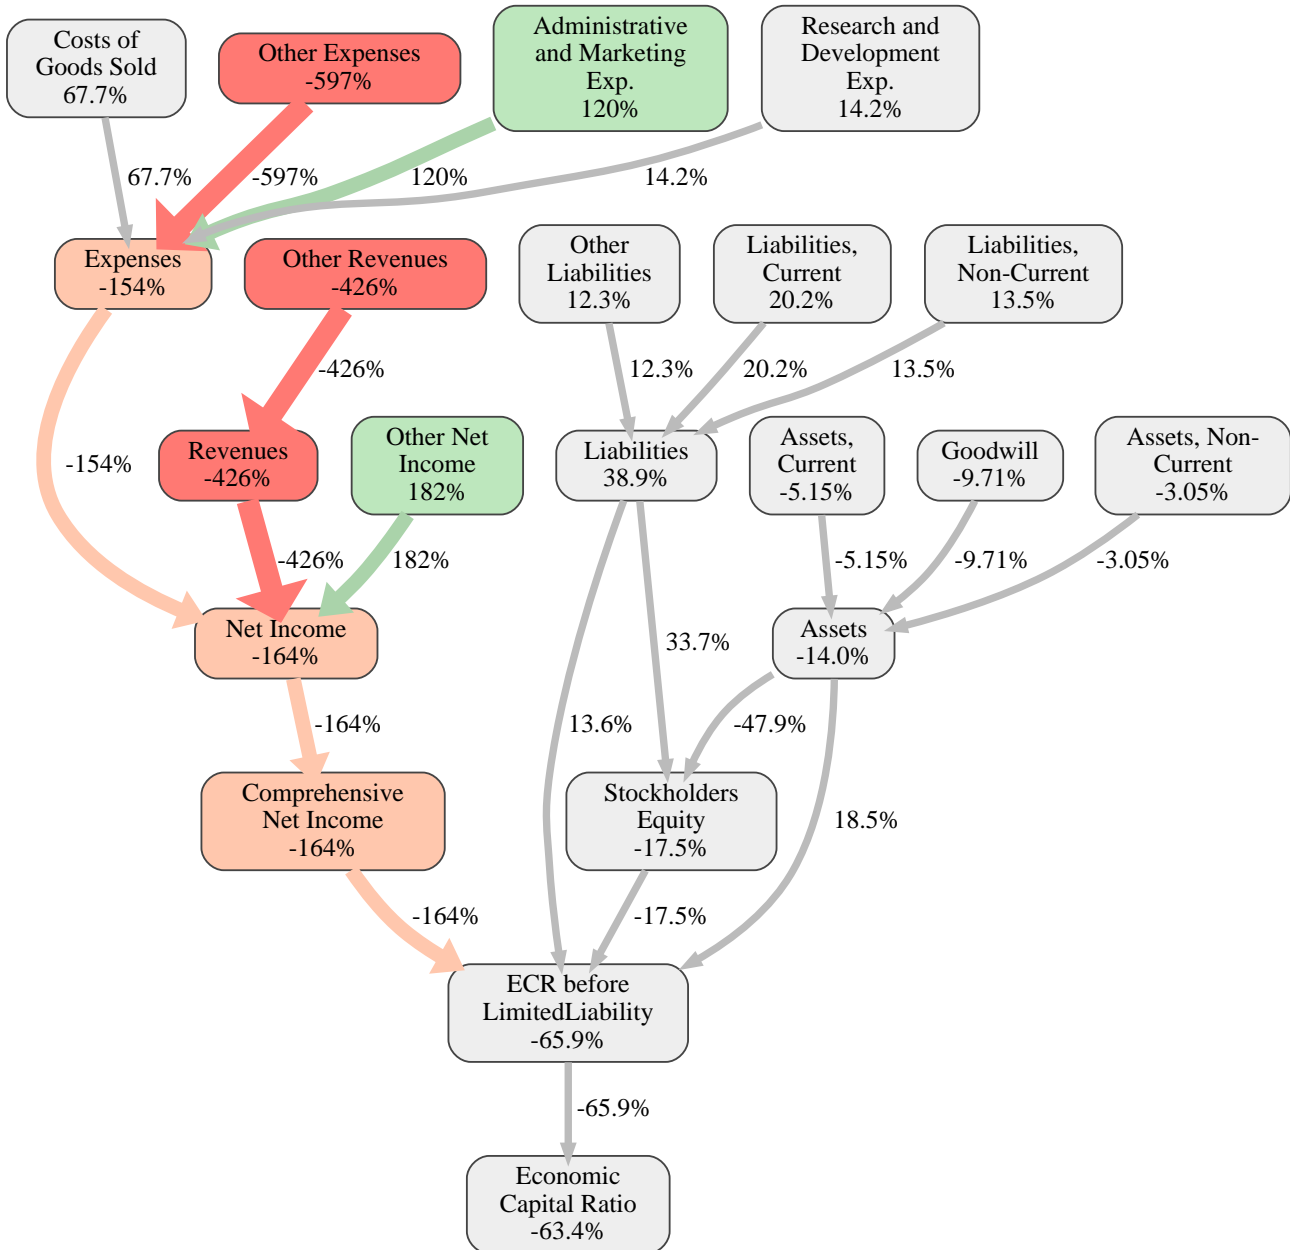 Costs of
Goods Sold
67.7%
Other Expenses
-597%
Administrative
and Marketing
Exp.
120%
Research and
Development
Exp.
14.2%
67.7%
-597%
120%
14.2%
Expenses
-154%
Other Revenues
-426%
Other
Liabilities
12.3%
Liabilities,
Current
20.2%
Liabilities,
Non-Current
13.5%
-426%
12.3%
20.2%
13.5%
-154%
Revenues
-426%
Other Net
Income
182%
Liabilities
38.9%
Assets,
Current
-5.15%
Goodwill
-9.71%
Assets, Non-
Current
-3.05%
-426%
182%
-5.15%
-9.71%
-3.05%
Net Income
-164%
33.7%
Assets
-14.0%
-164%
13.6%
-47.9%
Comprehensive
Net Income
-164%
Stockholders
Equity
-17.5%
18.5%
-164%
-17.5%
ECR before
LimitedLiability
-65.9%
-65.9%
Economic
Capital Ratio
-63.4%